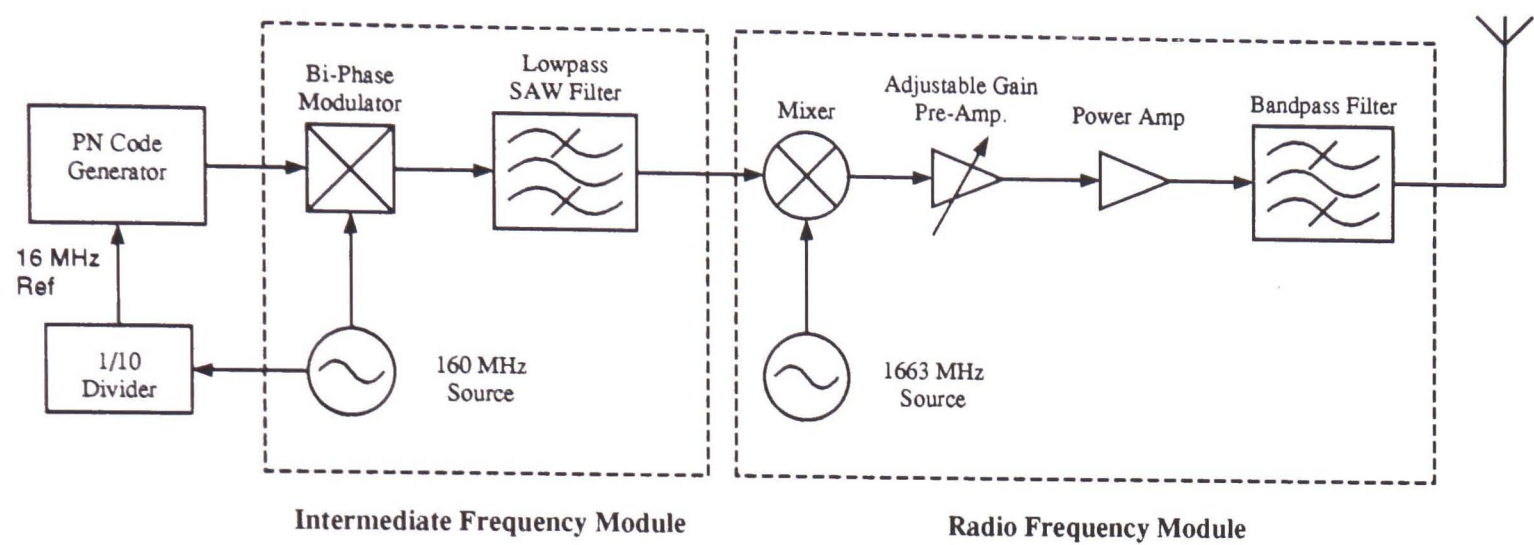 Bi-Phase
Modulator
Lowpass
SAW Filter
PN Code
Generator
16 MHz
Ref
1/10
Divider
160 MHz
Source
Mixer
Adjustable Gain
Pre-Amp.
Power Amp
Bandpass Filter
1663 MHz
Source
Intermediate Frequency Module
Radio Frequency Module